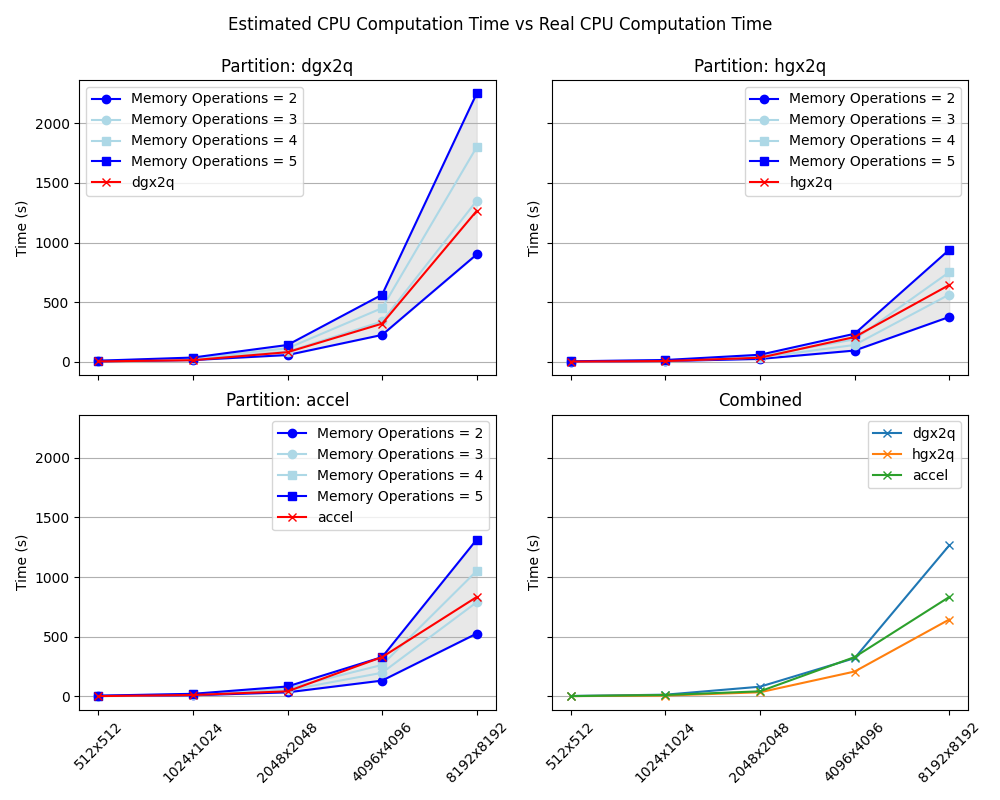 Estimated CPU Computation Time vs Real CPU Computation Time
Partition: dgx2q
Time (s)
2000
1500
1000
500
0
Memory Operations = 2
Memory Operations = 3
Memory Operations = 4
Memory Operations = 5
dgx2q
Partition: hgx2q
Time (s)
Memory Operations = 2
Memory Operations = 3
Memory Operations = 4
Memory Operations = 5
hgx2q
Partition: accel
Time (s)
2000
1500
1000
500
0
Memory Operations = 2
Memory Operations = 3
Memory Operations = 4
Memory Operations = 5
accel
512x512
1024x1024
2048x2048
4096x4096
8192x8192
Combined
Time (s)
dgx2q
hgx2q
accel
512x512
1024x1024
2048x2048
4096x4096
8192x8192